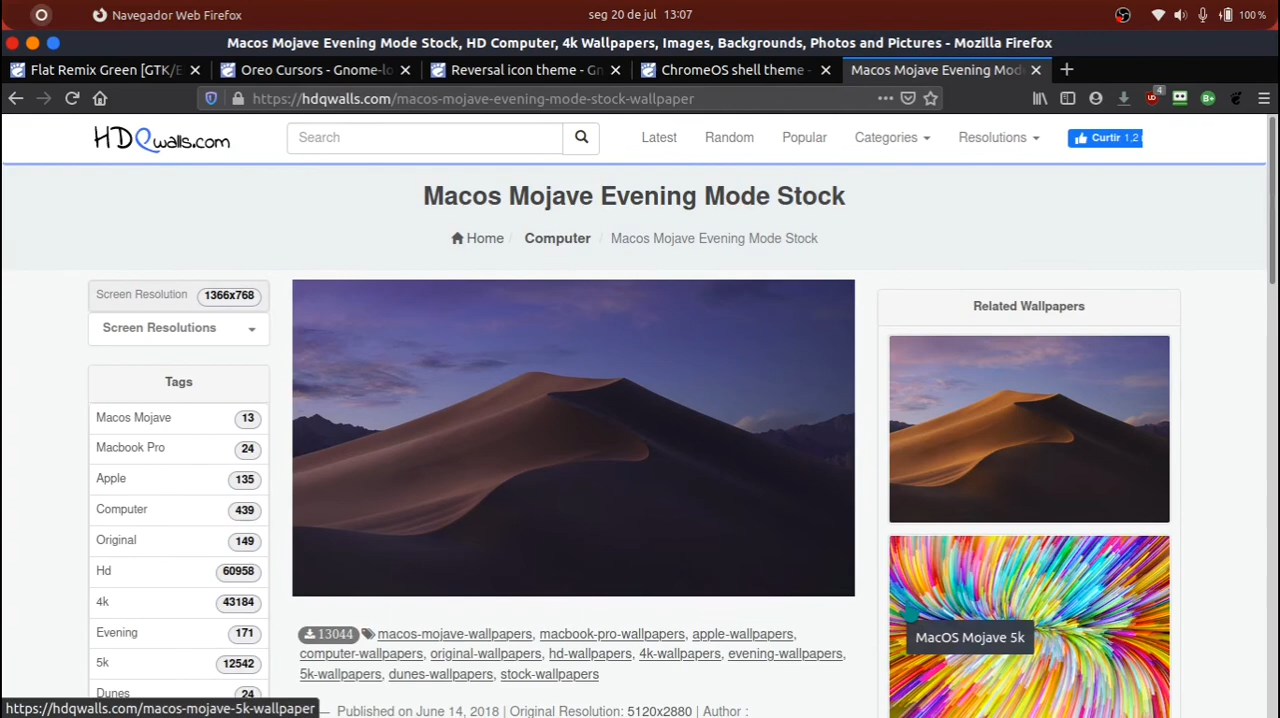 Navegador Web Firefox
seg 20 de jul 13:07
100 %
Macos Mojave Evening Mode Stock, HD Computer, 4k Wallpapers, Images, Backgrounds, Photos and Pictures - Mozilla Firefox
Flat Remix Green [GTK/E
Oreo Cursors - Gnome-lo
Reversal icon theme - Gn
ChromeOS shell theme -
Macos Mojave Evening Mod
https://hdqwalls.com/macos-mojave-evening-mode-stock-wallpaper
4
HDQwalls.com
Search
Latest
Random
Popular
Categories
Resolutions
Curtir 1,2
Macos Mojave Evening Mode Stock
Home / Computer / Macos Mojave Evening Mode Stock
Screen Resolution 1366x768
Screen Resolutions
Tags
Macos Mojave 13
Macbook Pro 24
Apple 135
Computer 439
Original 149
Hd 60958
4k 43184
Evening 171
5k 12542
Dunes 24
13044 macos-mojave-wallpapers, macbook-pro-wallpapers, apple-wallpapers,
computer-wallpapers, original-wallpapers, hd-wallpapers, 4k-wallpapers, evening-wallpapers,
5k-wallpapers, dunes-wallpapers, stock-wallpapers
Published on June 14, 2018 | Original Resolution: 5120x2880 | Author :
Related Wallpapers
MacOS Mojave 5k
https://hdqwalls.com/macos-mojave-5k-wallpaper